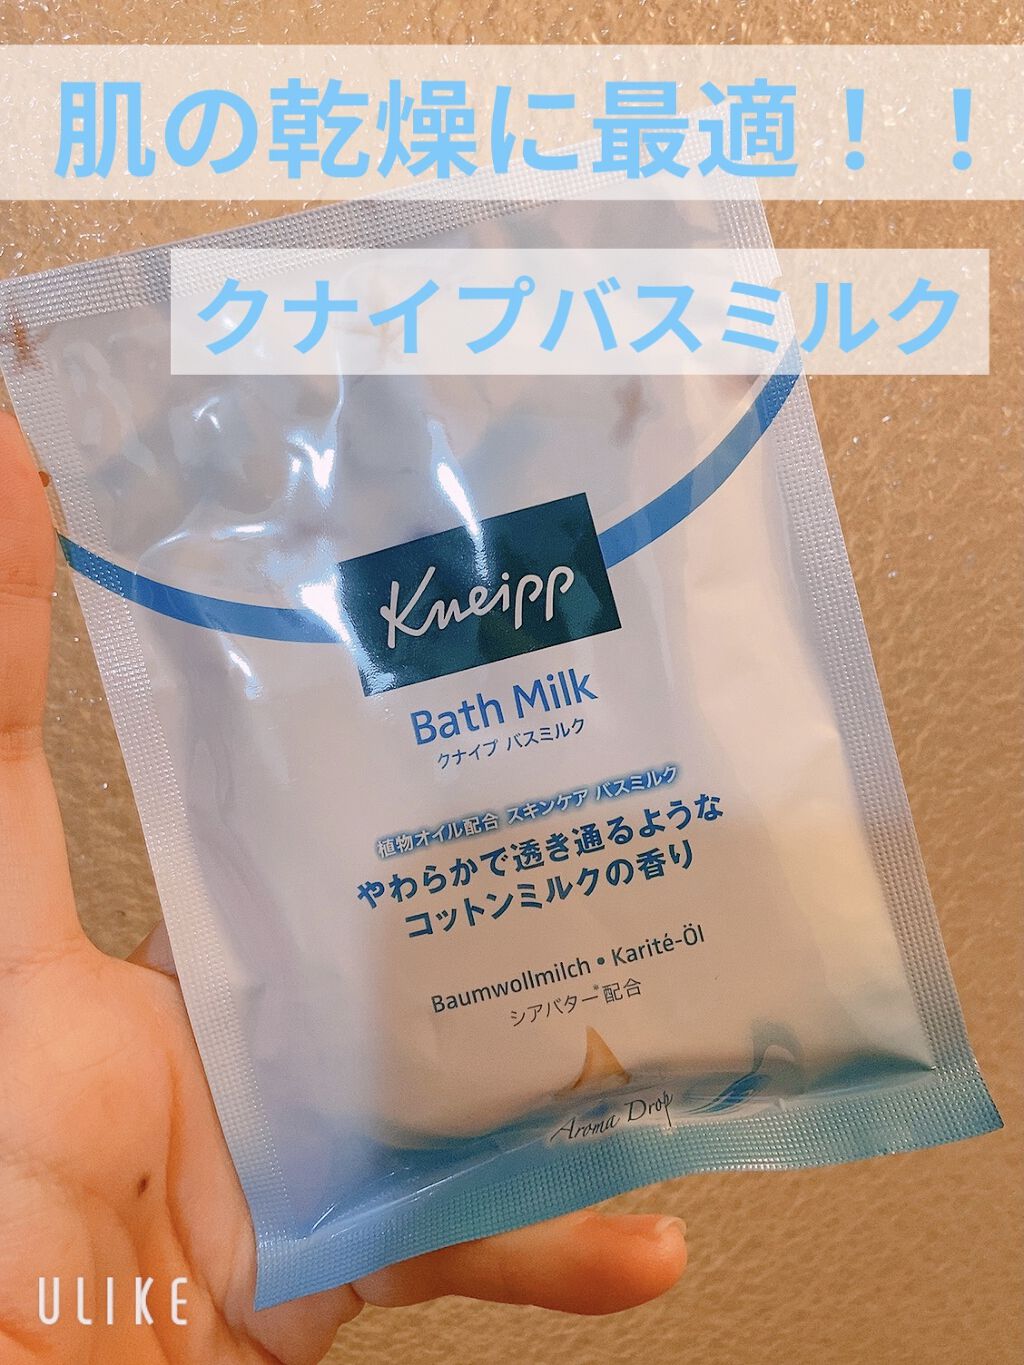 肌の乾燥に最適！！
クナイプバスミルク
Kneipp
Bath Milk
クナイプ バスミルク
植物オイル配合 スキンケア バスミルク
やわらかで透き通るような
コットンミルクの香り
Baumwollmilch • Karité-Öl
シアバター*配合
Aroma Drop
ULIKE